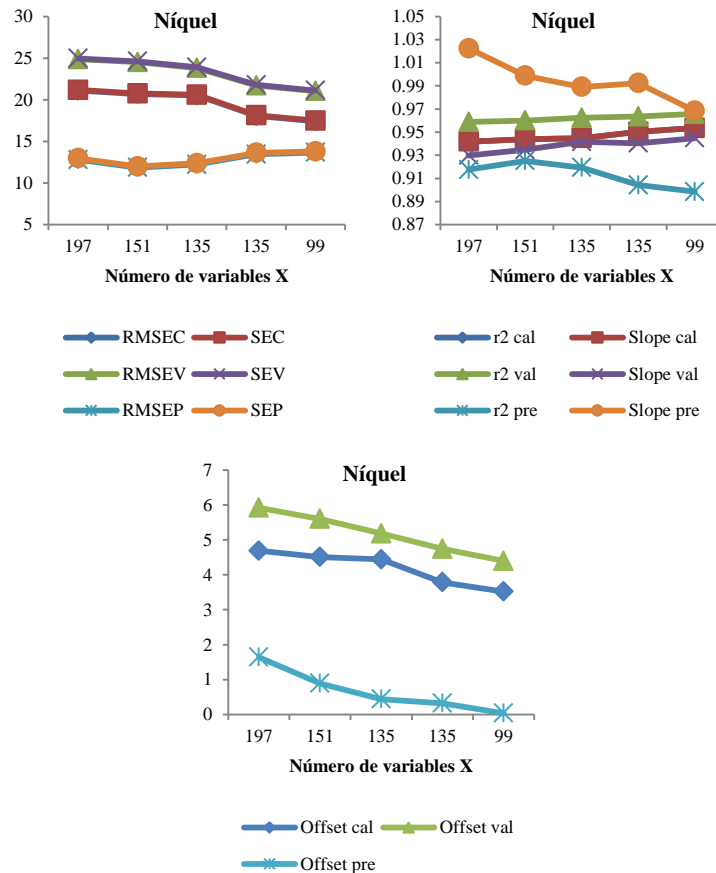 Níquel
30
25
20
15
10
5
197 151 135 135 99
Número de variables X
RMSEC SEC
RMSEV SEV
RMSEP SEP
Níquel
1.05
1.03
1.01
0.99
0.97
0.95
0.93
0.91
0.89
0.87
197 151 135 135 99
Número de variables X
r2 cal Slope cal
r2 val Slope val
r2 pre Slope pre
Níquel
7
6
5
4
3
2
1
0
197 151 135 135 99
Número de variables X
Offset cal Offset val
Offset pre